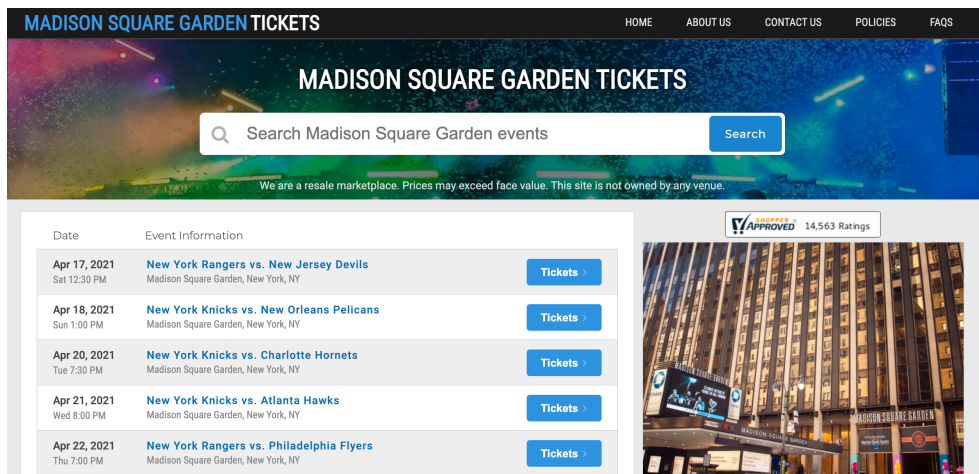 MADISON SQUARE GARDEN TICKETS
HOME ABOUT US CONTACT US POLICIES FAQS
MADISON SQUARE GARDEN TICKETS
Search Madison Square Garden events
Search
We are a resale marketplace. Prices may exceed face value. This site is not owned by any venue.
SHOPPER APPROVED 14,563 Ratings
Date Event Information
Apr 17, 2021 New York Rangers vs. New Jersey Devils
Sat 12:30 PM Madison Square Garden, New York, NY
Tickets >
Apr 18, 2021 New York Knicks vs. New Orleans Pelicans
Sun 1:00 PM Madison Square Garden, New York, NY
Tickets >
Apr 20, 2021 New York Knicks vs. Charlotte Hornets
Tue 7:30 PM Madison Square Garden, New York, NY
Tickets >
Apr 21, 2021 New York Knicks vs. Atlanta Hawks
Wed 8:00 PM Madison Square Garden, New York, NY
Tickets >
Apr 22, 2021 New York Rangers vs. Philadelphia Flyers
Thu 7:00 PM Madison Square Garden, New York, NY
Tickets >
MADISON SQUARE GARDEN
MADISON SQUARE GARDEN
MADISON SQUARE GARDEN